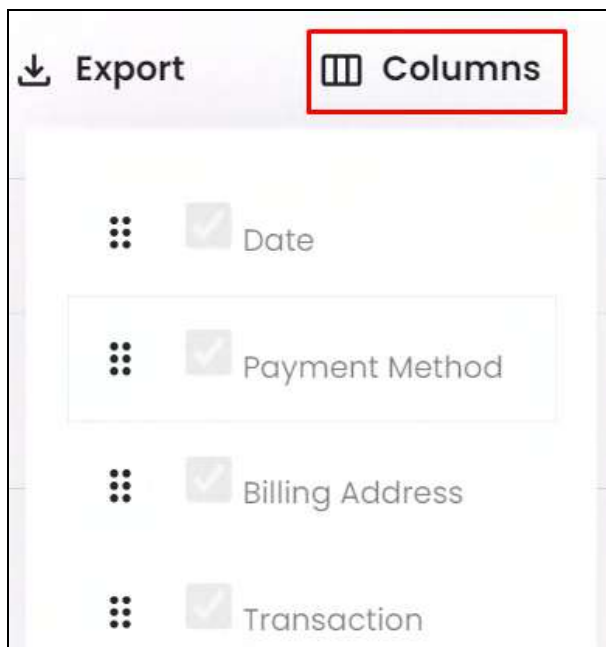 Export
Columns
Date
Payment Method
Billing Address
Transaction